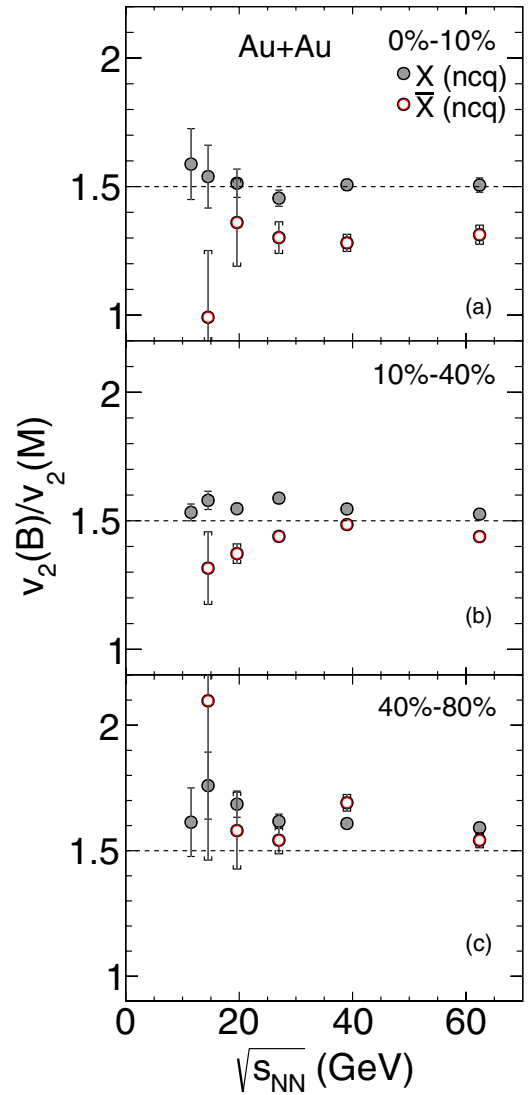 Au+Au
0%-10%
X (ncq)
X̅ (ncq)
2
1.5
1
(a)
10%-40%
2
1.5
1
(b)
40%-80%
2
1.5
1
(c)
v₂(B)/v₂(M)
0 20 40 60
√sNN (GeV)